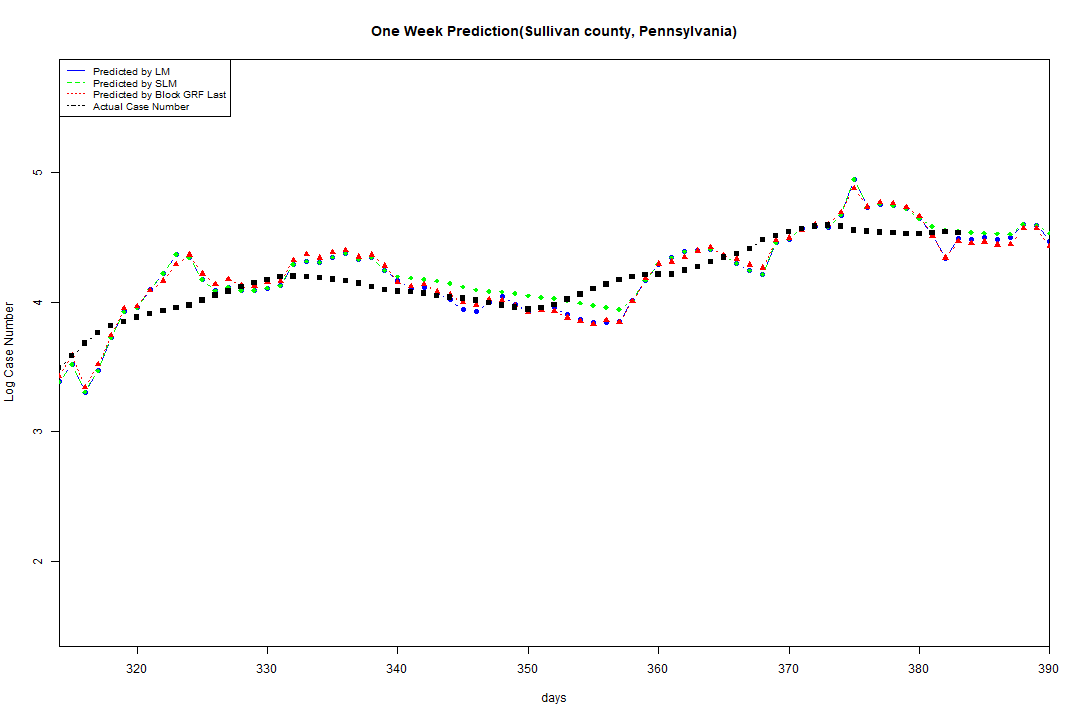 One Week Prediction(Sullivan county, Pennsylvania)
Predicted by LM
Predicted by SLM
Predicted by Block GRF Last
Actual Case Number
5
4
3
2
Log Case Number
320 330 340 350 360 370 380 390
days